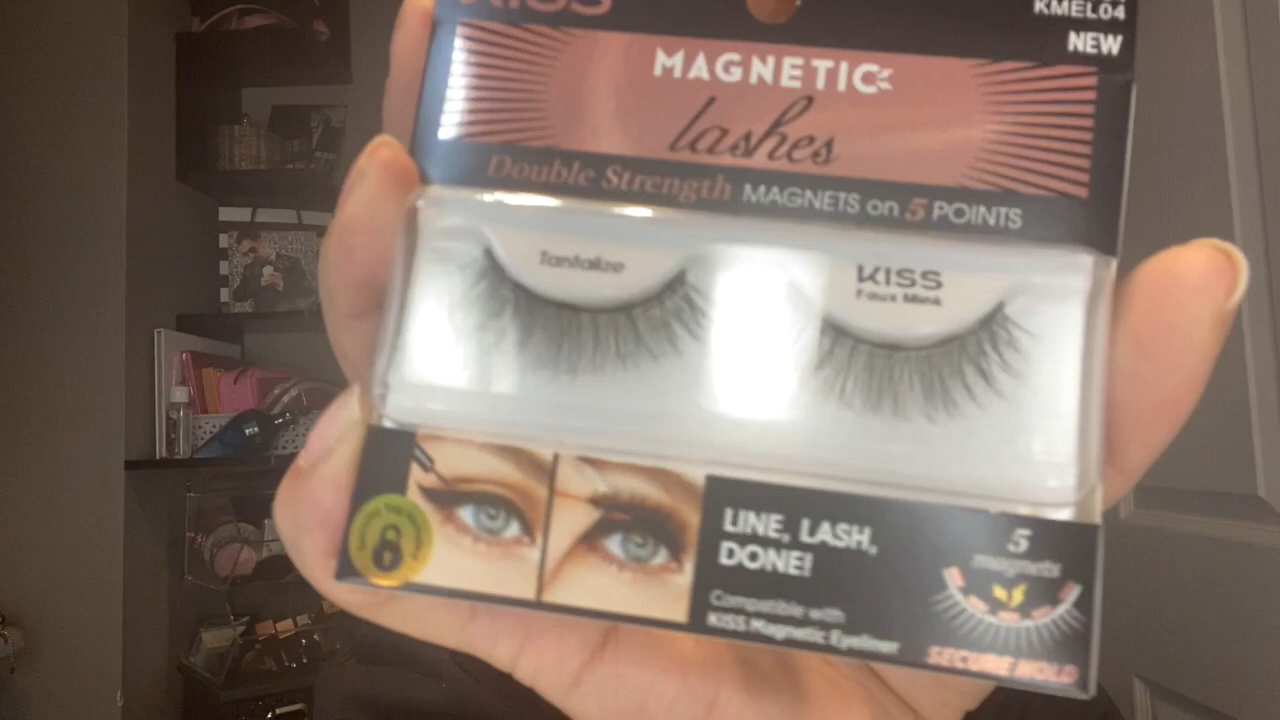 KISS
KMEL04
NEW
MAGNETIC
lashes
Double Strength MAGNETS on 5 POINTS
Tantalize
KISS
Faux Mink
LINE, LASH,
DONE!
Compatible with
KISS Magnetic Eyeliner
5
magnets
SECURE HOLD